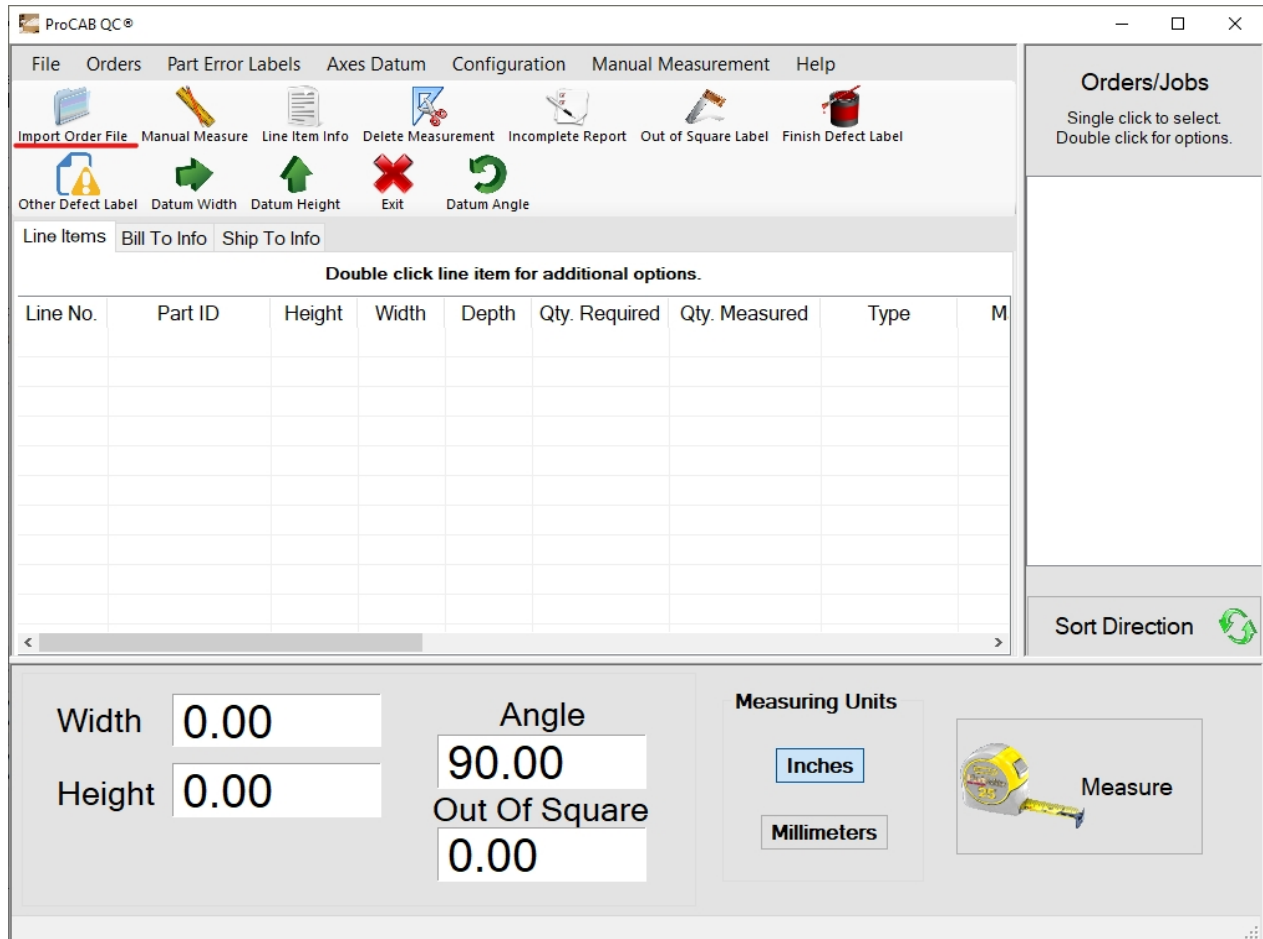 ProCAB QC®
File Orders Part Error Labels Axes Datum Configuration Manual Measurement Help
Import Order File Manual Measure Line Item Info Delete Measurement Incomplete Report Out of Square Label Finish Defect Label
Other Defect Label Datum Width Datum Height Exit Datum Angle
Line Items Bill To Info Ship To Info
Double click line item for additional options.
Line No. Part ID Height Width Depth Qty. Required Qty. Measured Type M
Orders/Jobs
Single click to select.
Double click for options.
Sort Direction
Width 0.00
Height 0.00
Angle
90.00
Out Of Square
0.00
Measuring Units
Inches
Millimeters
Measure